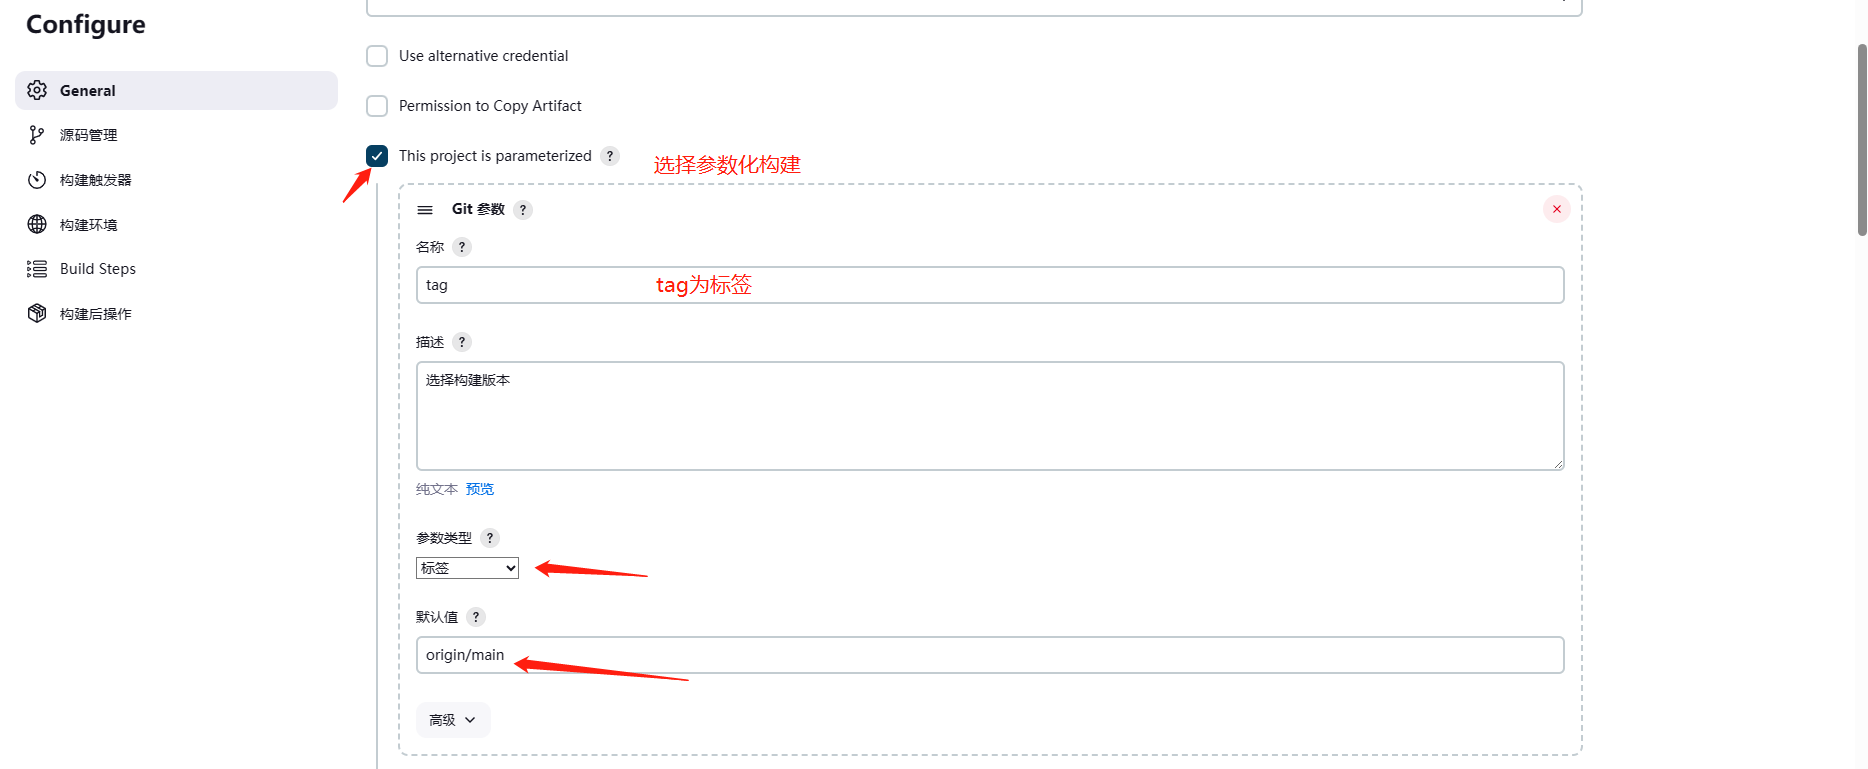 Configure
General
源码管理
构建触发器
构建环境
Build Steps
构建后操作
Use alternative credential
Permission to Copy Artifact
This project is parameterized ?
选择参数化构建
Git 参数 ?
名称 ?
tag
tag为标签
描述 ?
选择构建版本
纯文本 预览
参数类型 ?
标签
默认值 ?
origin/main
高级